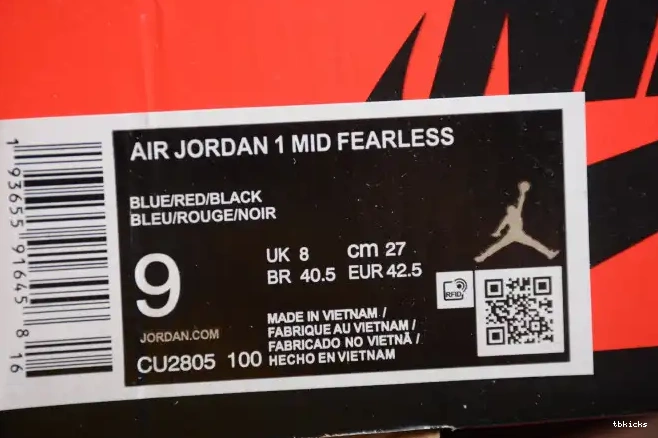 AIR JORDAN 1 MID FEARLESS
BLUE/RED/BLACK
BLEU/ROUGE/NOIR
9
UK 8 cm 27
BR 40.5 EUR 42.5
RFID
JORDAN.COM
CU2805 100
MADE IN VIETNAM /
FABRIQUE AU VIETNAM /
FABRICADO NO VIETNÃ /
HECHO EN VIETNAM
1 93655 91645 8 16
tbkicks